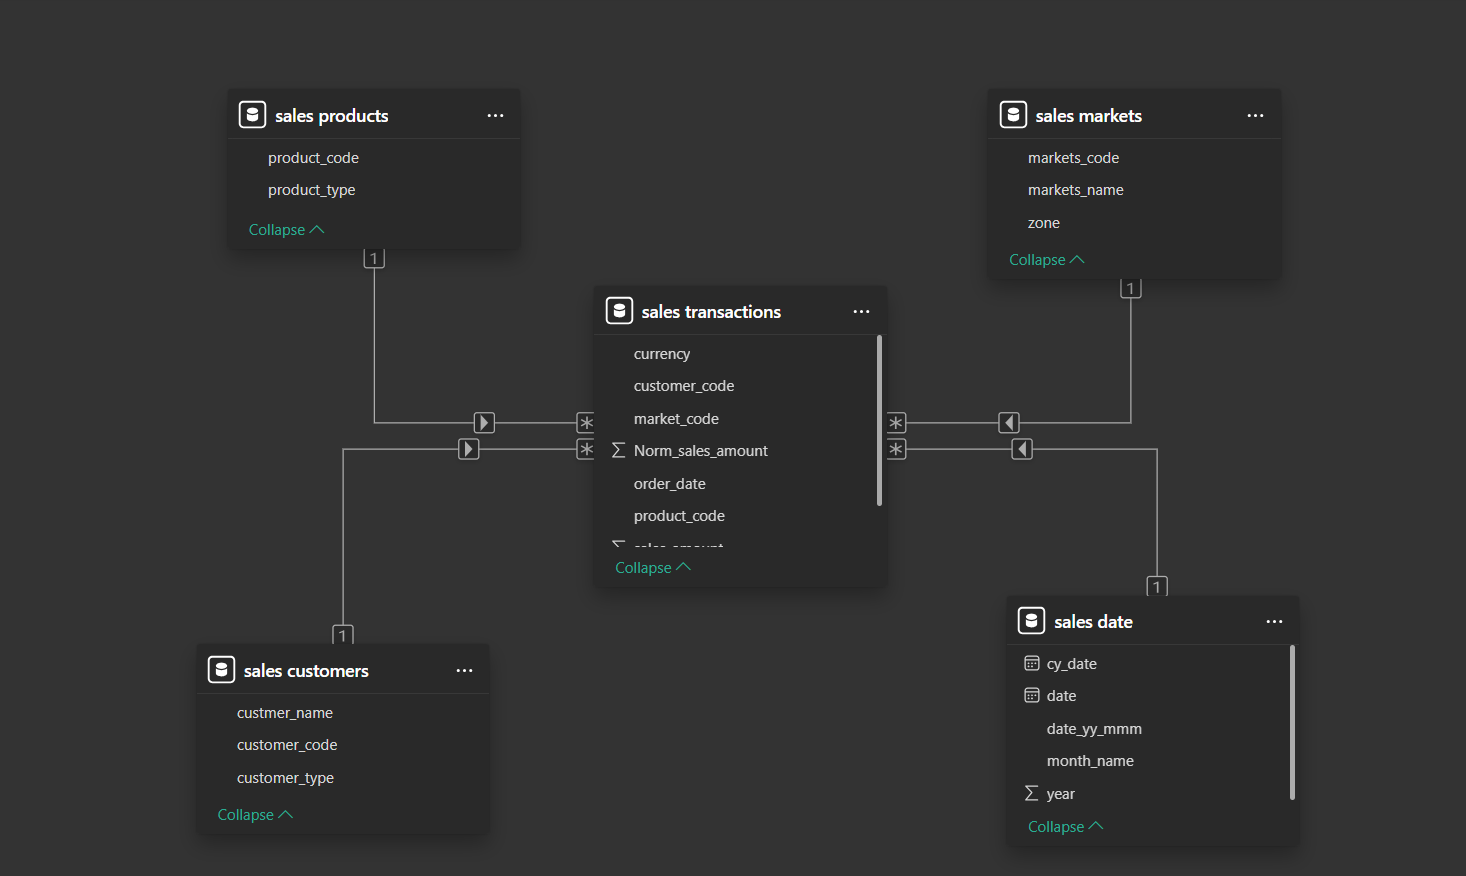 sales products
product_code
product_type
Collapse
1
sales markets
markets_code
markets_name
zone
Collapse
1
sales transactions
currency
customer_code
market_code
Norm_sales_amount
order_date
product_code
sales_amount
Collapse
*
*
*
*
1
sales customers
custmer_name
customer_code
customer_type
Collapse
1
sales date
cy_date
date
date_yy_mmm
month_name
year
Collapse